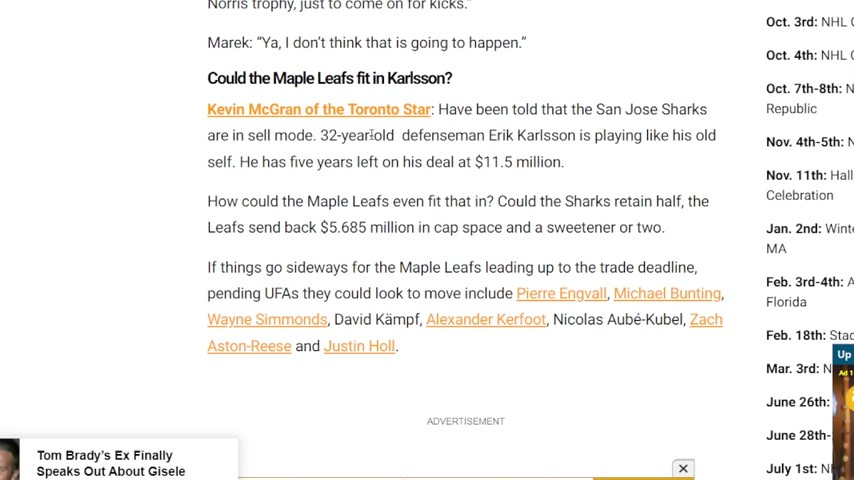 Norris trophy, just to come on for kicks."
Marek: “Ya, I don’t think that is going to happen.”
Could the Maple Leafs fit in Karlsson?
Kevin McGran of the Toronto Star: Have been told that the San Jose Sharks
are in sell mode. 32-year-old defenseman Erik Karlsson is playing like his old
self. He has five years left on his deal at $11.5 million.
How could the Maple Leafs even fit that in? Could the Sharks retain half, the
Leafs send back $5.685 million in cap space and a sweetener or two.
If things go sideways for the Maple Leafs leading up to the trade deadline,
pending UFAs they could look to move include Pierre Engvall, Michael Bunting,
Wayne Simmonds, David Kämpf, Alexander Kerfoot, Nicolas Aubé-Kubel, Zach
Aston-Reese and Justin Holl.
ADVERTISEMENT
Tom Brady's Ex Finally
Speaks Out About Gisele
Oct. 3rd: NHL
Oct. 4th: NHL
Oct. 7th-8th:
Republic
Nov. 4th-5th:
Nov. 11th: Hall
Celebration
Jan. 2nd:
MA
Feb. 3rd-4th:
Florida
Feb. 18th:
Mar. 3rd:
June 26th:
June 28th-
July 1st:
Up
Ad 1